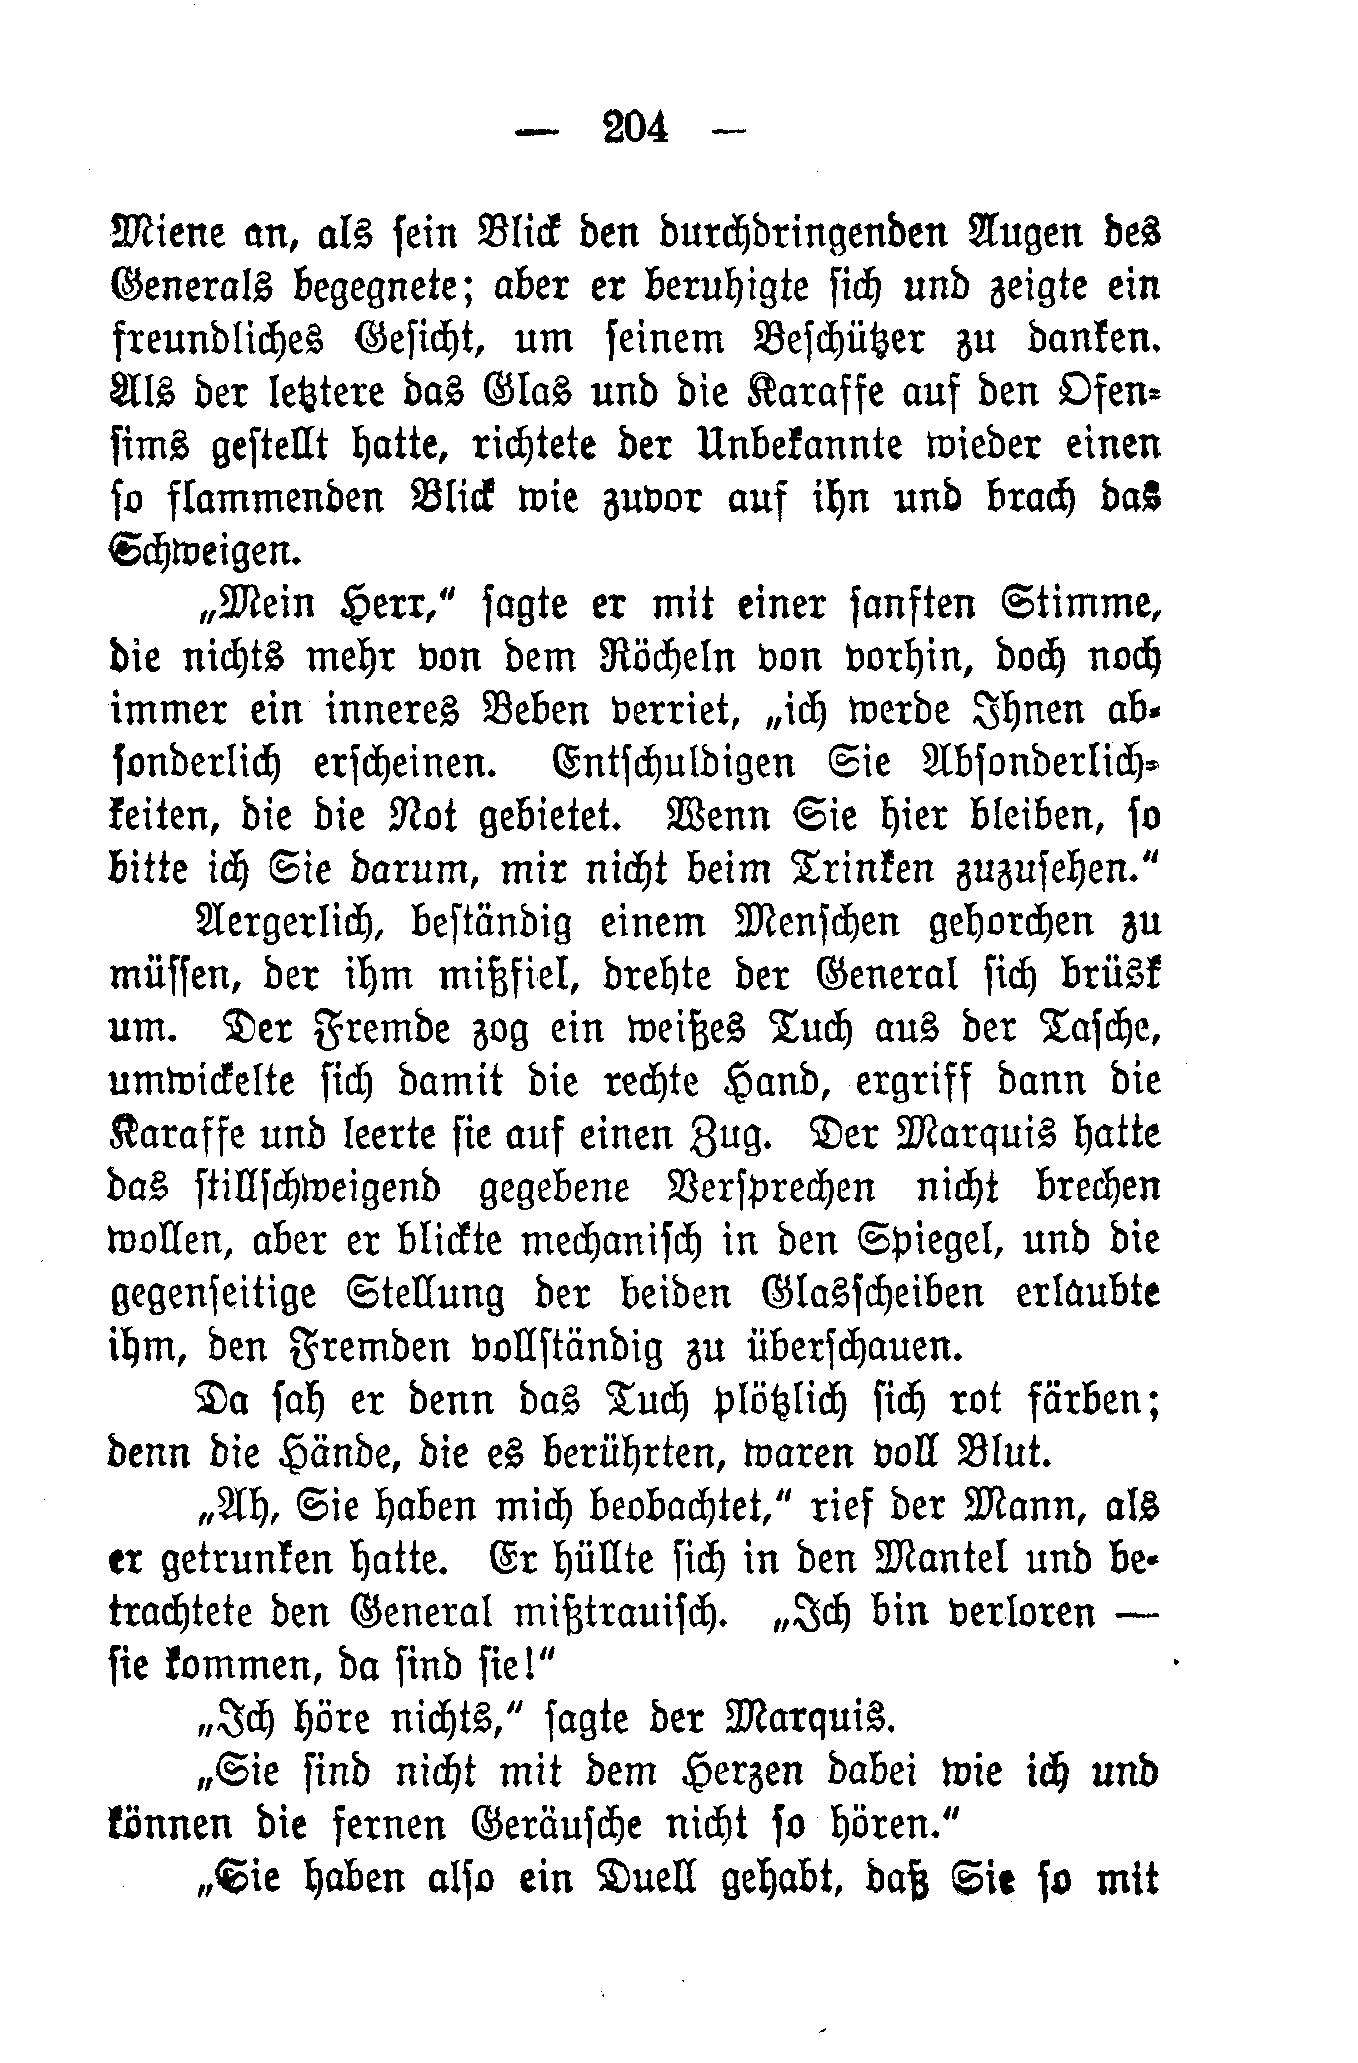 — 204 —
Miene an, als sein Blick den durchdringenden Augen des
Generals begegnete; aber er beruhigte sich und zeigte ein
freundliches Gesicht, um seinem Beschützer zu danken.
Als der letztere das Glas und die Karaffe auf den Ofen-
sims gestellt hatte, richtete der Unbekannte wieder einen
so flammenden Blick wie zuvor auf ihn und brach das
Schweigen.
„Mein Herr,“ sagte er mit einer sanften Stimme,
die nichts mehr von dem Röcheln von vorhin, doch noch
immer ein inneres Beben verriet, „ich werde Ihnen ab-
sonderlich erscheinen. Entschuldigen Sie Absonderlich-
keiten, die die Not gebietet. Wenn Sie hier bleiben, so
bitte ich Sie darum, mir nicht beim Trinken zuzusehen.“
Aergerlich, beständig einem Menschen gehorchen zu
müssen, der ihm mißfiel, drehte der General sich brüsk
um. Der Fremde zog ein weißes Tuch aus der Tasche,
umwickelte sich damit die rechte Hand, ergriff dann die
Karaffe und leerte sie auf einen Zug. Der Marquis hatte
das stillschweigend gegebene Versprechen nicht brechen
wollen, aber er blickte mechanisch in den Spiegel, und die
gegenseitige Stellung der beiden Glasscheiben erlaubte
ihm, den Fremden vollständig zu überschauen.
Da sah er denn das Tuch plötzlich sich rot färben;
denn die Hände, die es berührten, waren voll Blut.
„Ah, Sie haben mich beobachtet,“ rief der Mann, als
er getrunken hatte. Er hüllte sich in den Mantel und be-
trachtete den General mißtrauisch. „Ich bin verloren —
sie kommen, da sind sie!“
„Ich höre nichts,“ sagte der Marquis.
„Sie sind nicht mit dem Herzen dabei wie ich und
können die fernen Geräusche nicht so hören.“
„Sie haben also ein Duell gehabt, daß Sie so mit